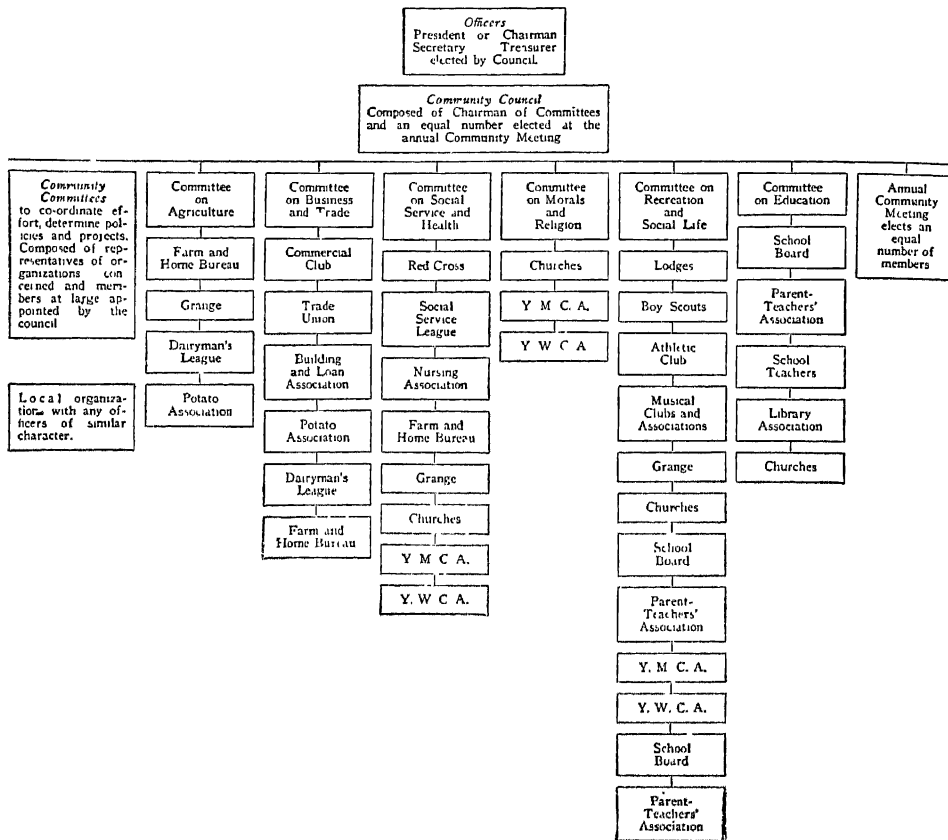 Officers
President or Chairman
Secretary Treasurer
elected by Council.
Community Council
Composed of Chairman of Committees
and an equal number elected at the
annual Community Meeting
Community
Committees
to co-ordinate ef-
fort, determine pol-
icies and projects.
Composed of rep-
resentatives of or-
ganizations con
cerned and mem-
bers at large ap-
pointed by the
council
Local organiza-
tions with any of-
ficers of similar
character.
Committee
on
Agriculture
Farm and
Home Bureau
Grange
Dairyman's
League
Potato
Association
Committee
on Business
and Trade
Commercial
Club
Trade
Union
Building
and Loan
Association
Potato
Association
Dairyman's
League
Farm and
Home Bureau
Committee
on Social
Service and
Health
Red Cross
Social
Service
League
Nursing
Association
Farm and
Home Bureau
Grange
Churches
Y M C A.
Y. W C A.
Committee
on Morals
and
Religion
Churches
Y M C. A.
Y W C A
Committee on
Recreation
and
Social Life
Lodges
Boy Scouts
Athletic
Club
Musical
Clubs and
Associations
Grange
Churches
School
Board
Parent-
Teachers'
Association
Y. M C. A.
Y. W. C. A.
School
Board
Parent-
Teachers'
Association
Committee
on Education
School
Board
Parent-
Teachers'
Association
School
Teachers
Library
Association
Churches
Annual
Community
Meeting
elects an
equal
number of
members